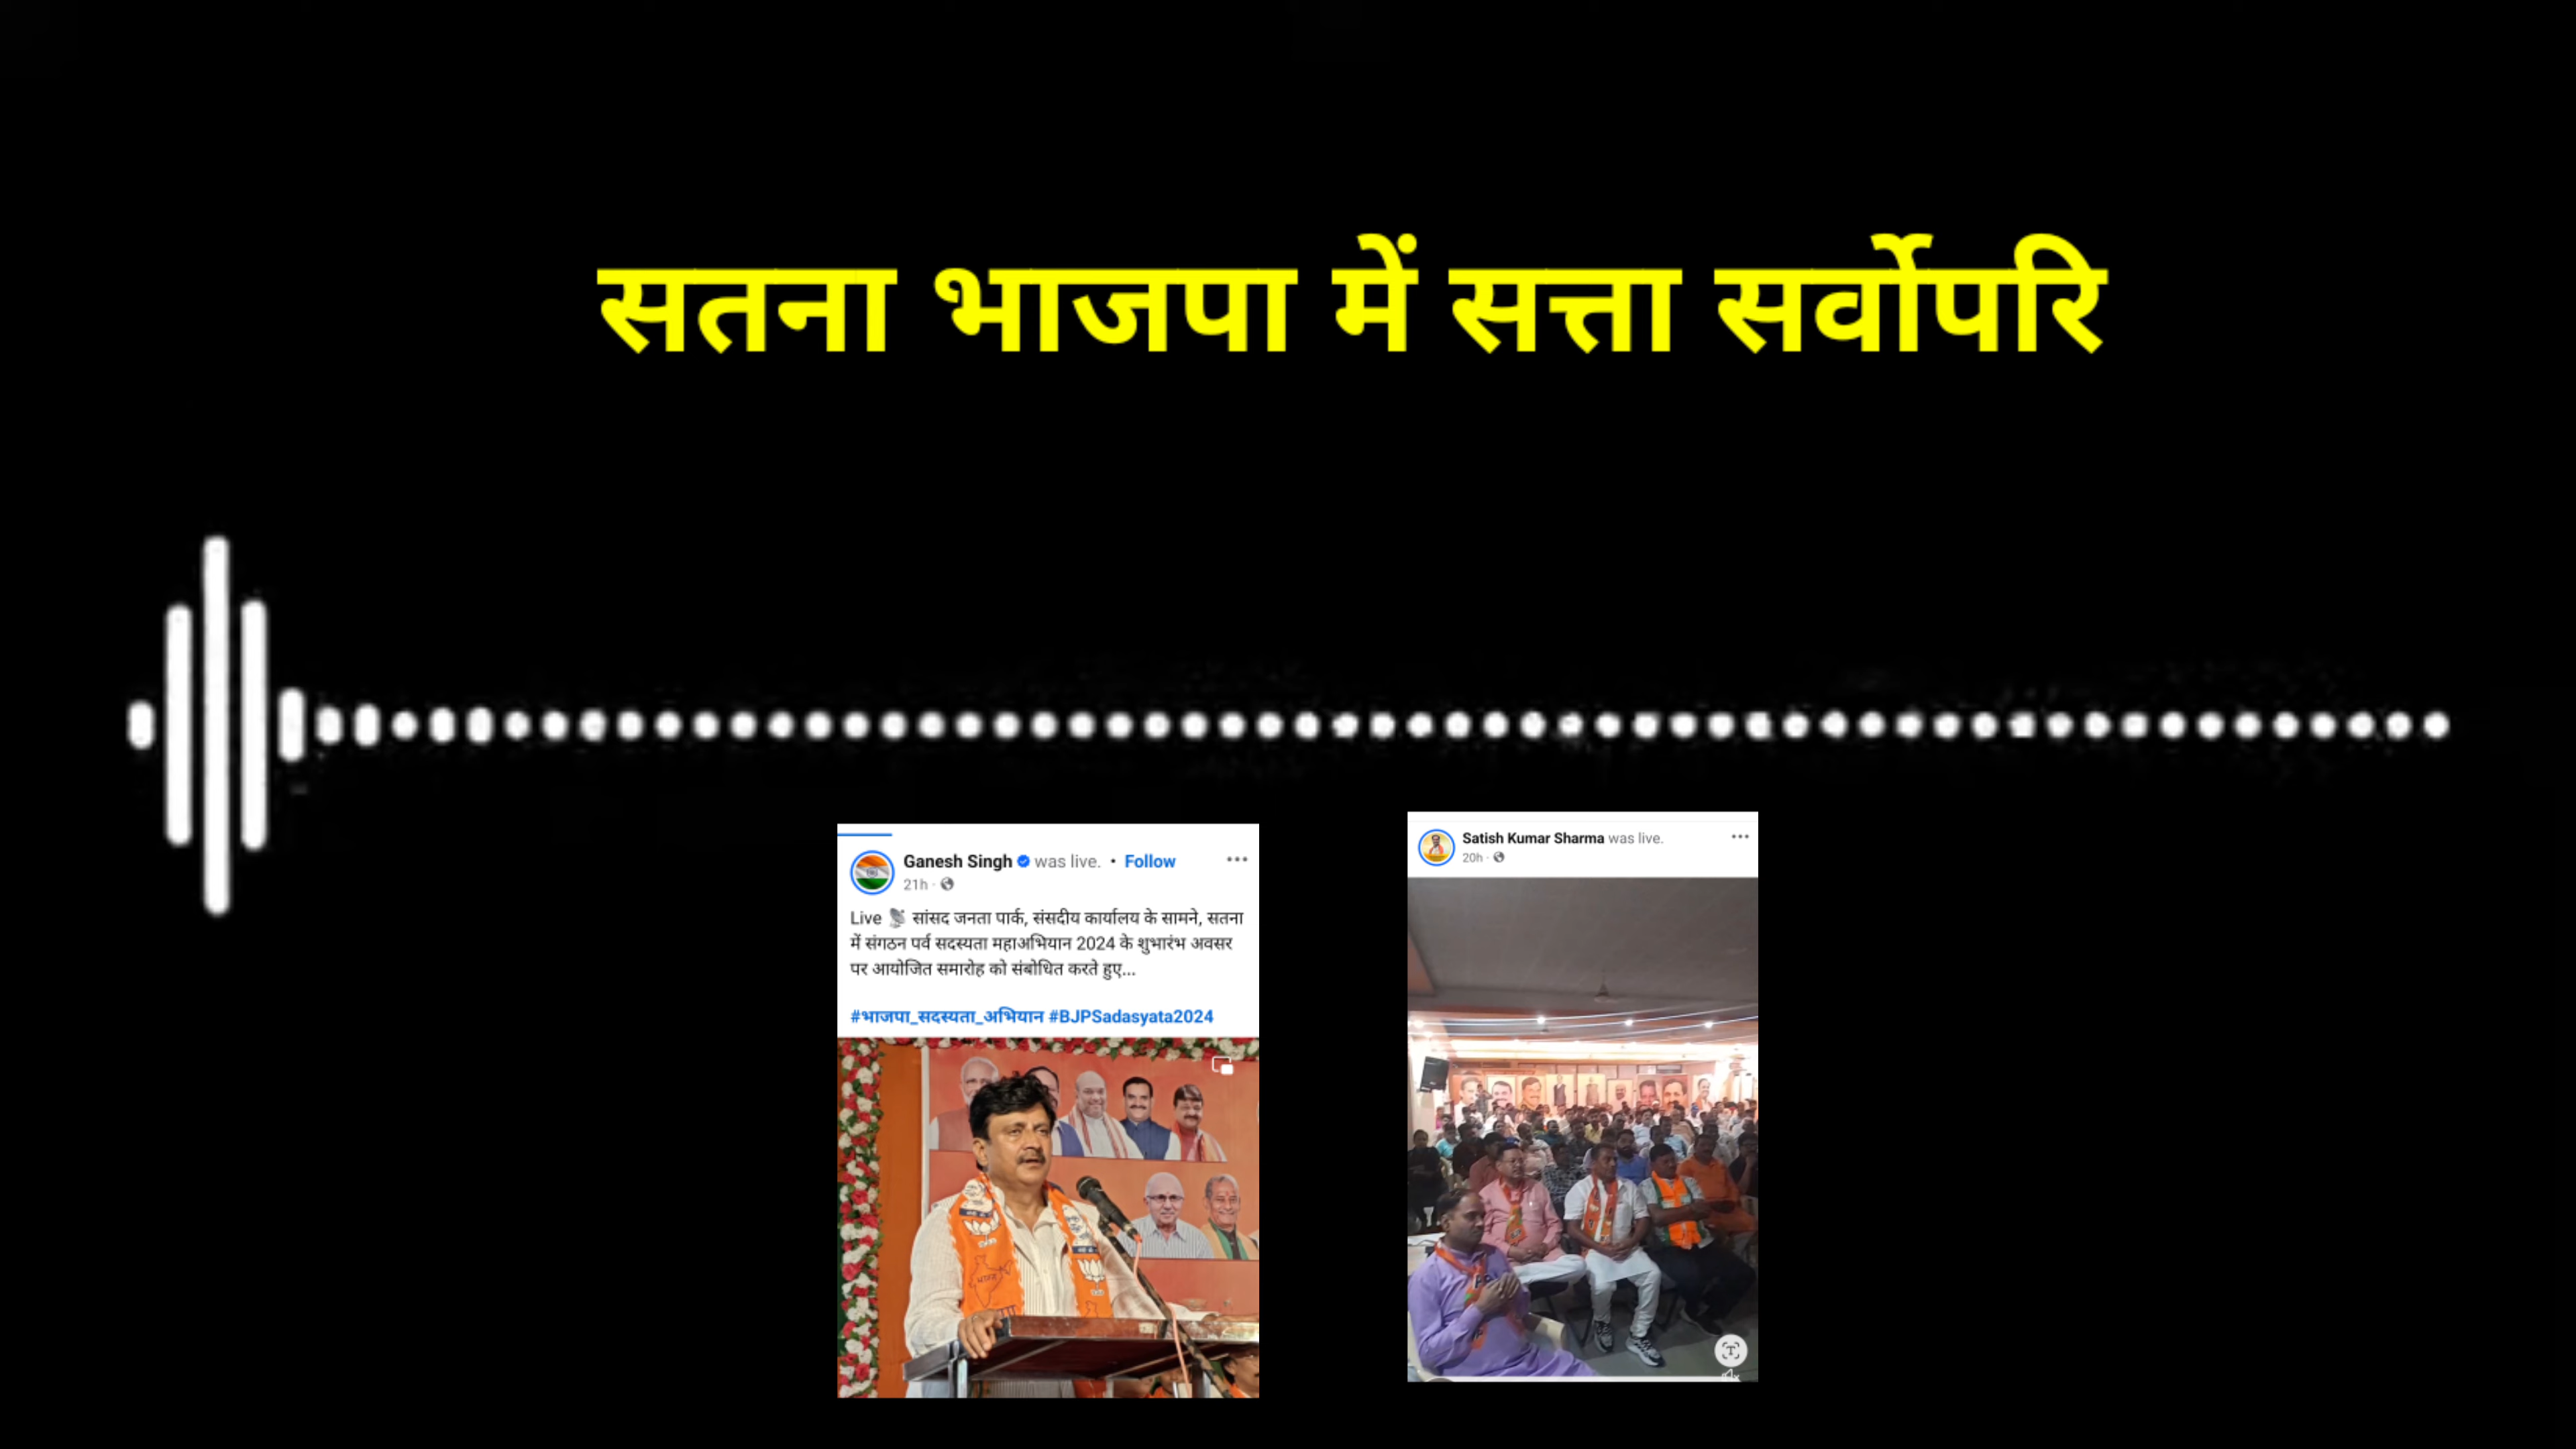 सतना भाजपा में सत्ता सर्वोपरि
Ganesh Singh was live. • Follow
21h ·
Live सांसद जनता पार्क, संसदीय कार्यालय के सामने, सतना
में संगठन पर्व सदस्यता महाअभियान 2024 के शुभारंभ अवसर
पर आयोजित समारोह को संबोधित करते हुए...
#भाजपा_सदस्यता_अभियान #BJPSadasyata2024
Satish Kumar Sharma was live.
20h ·